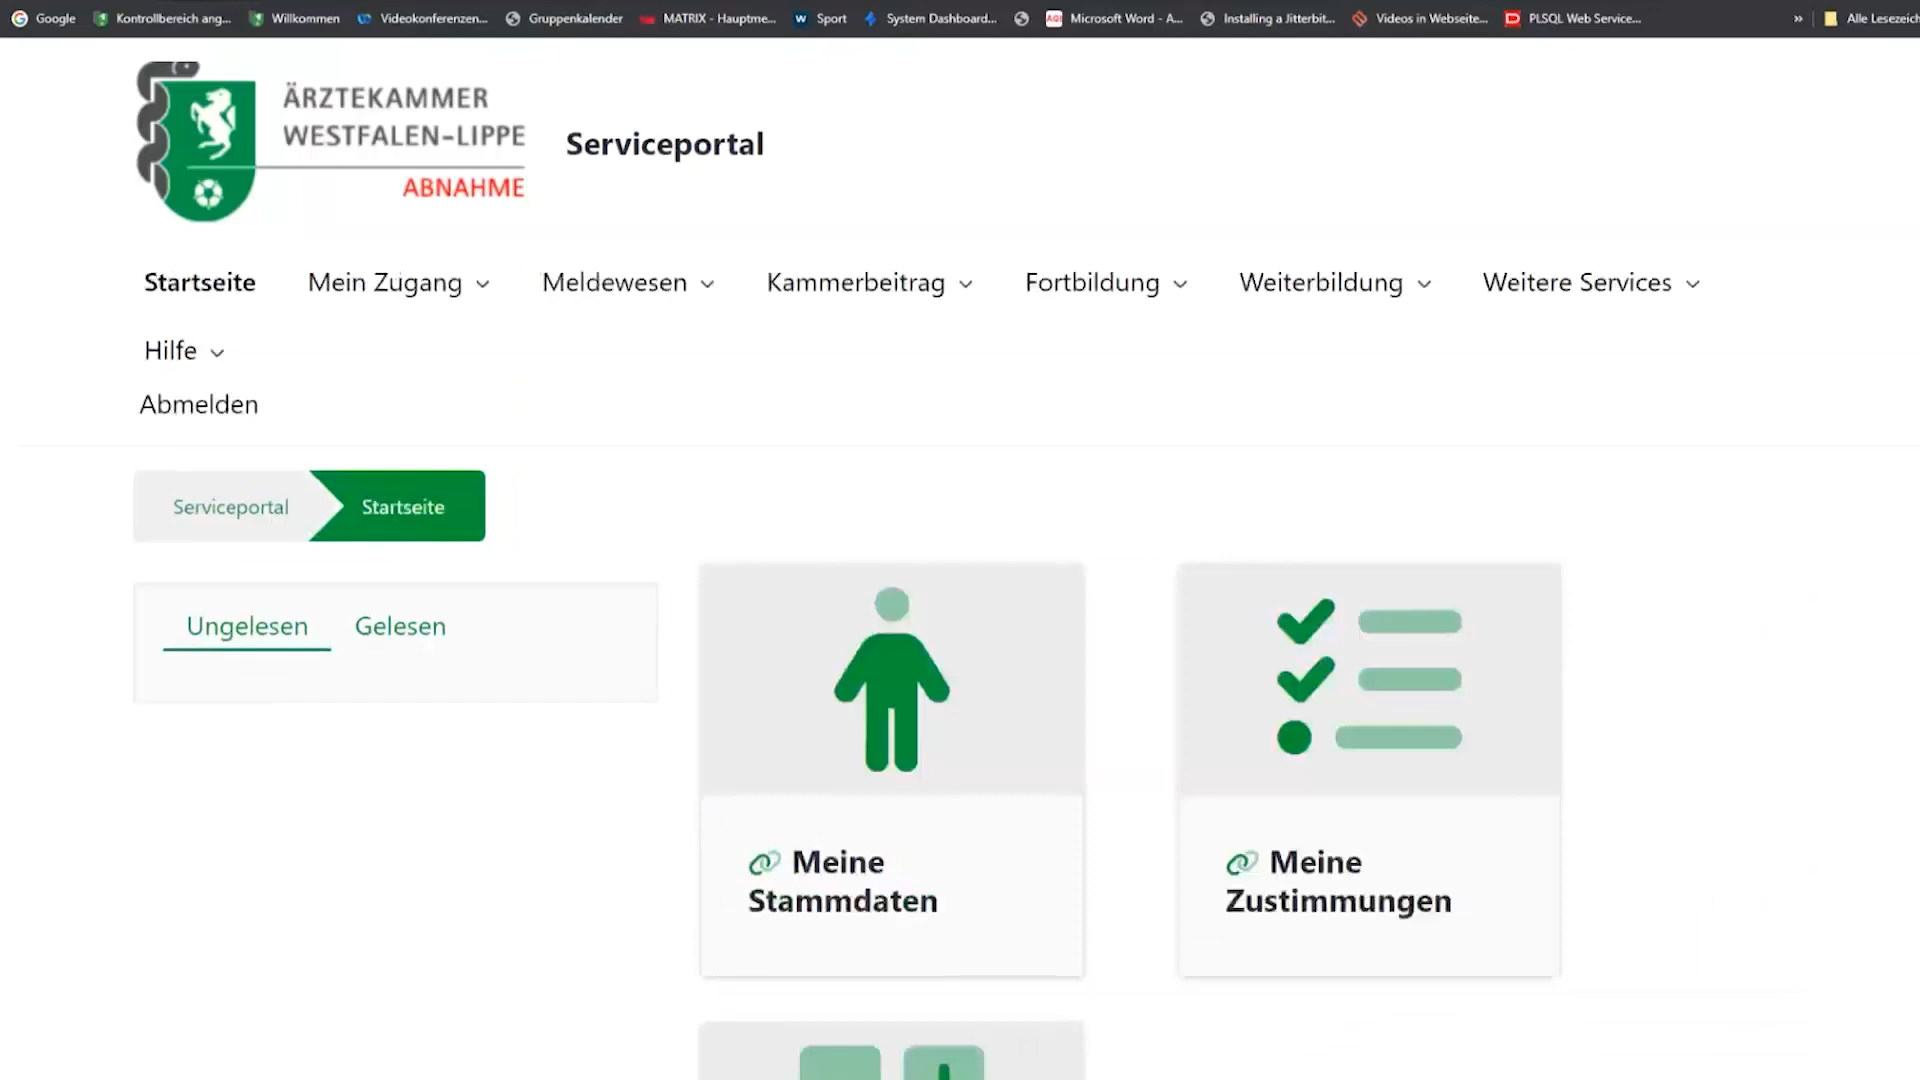 Google Kontrollbereich ang... Willkommen Videokonferenzen... Gruppenkalender MATRIX - Hauptme... Sport System Dashboard... Microsoft Word - A... Installing a Jitterbit... Videos in Webseite... PLSQL Web Service... » Alle Lesezeich
ÄRZTEKAMMER
WESTFALEN-LIPPE
ABNAHME
Serviceportal
Startseite Mein Zugang Meldewesen Kammerbeitrag Fortbildung Weiterbildung Weitere Services
Hilfe
Abmelden
Serviceportal Startseite
Ungelesen Gelesen
Meine
Stammdaten
Meine
Zustimmungen